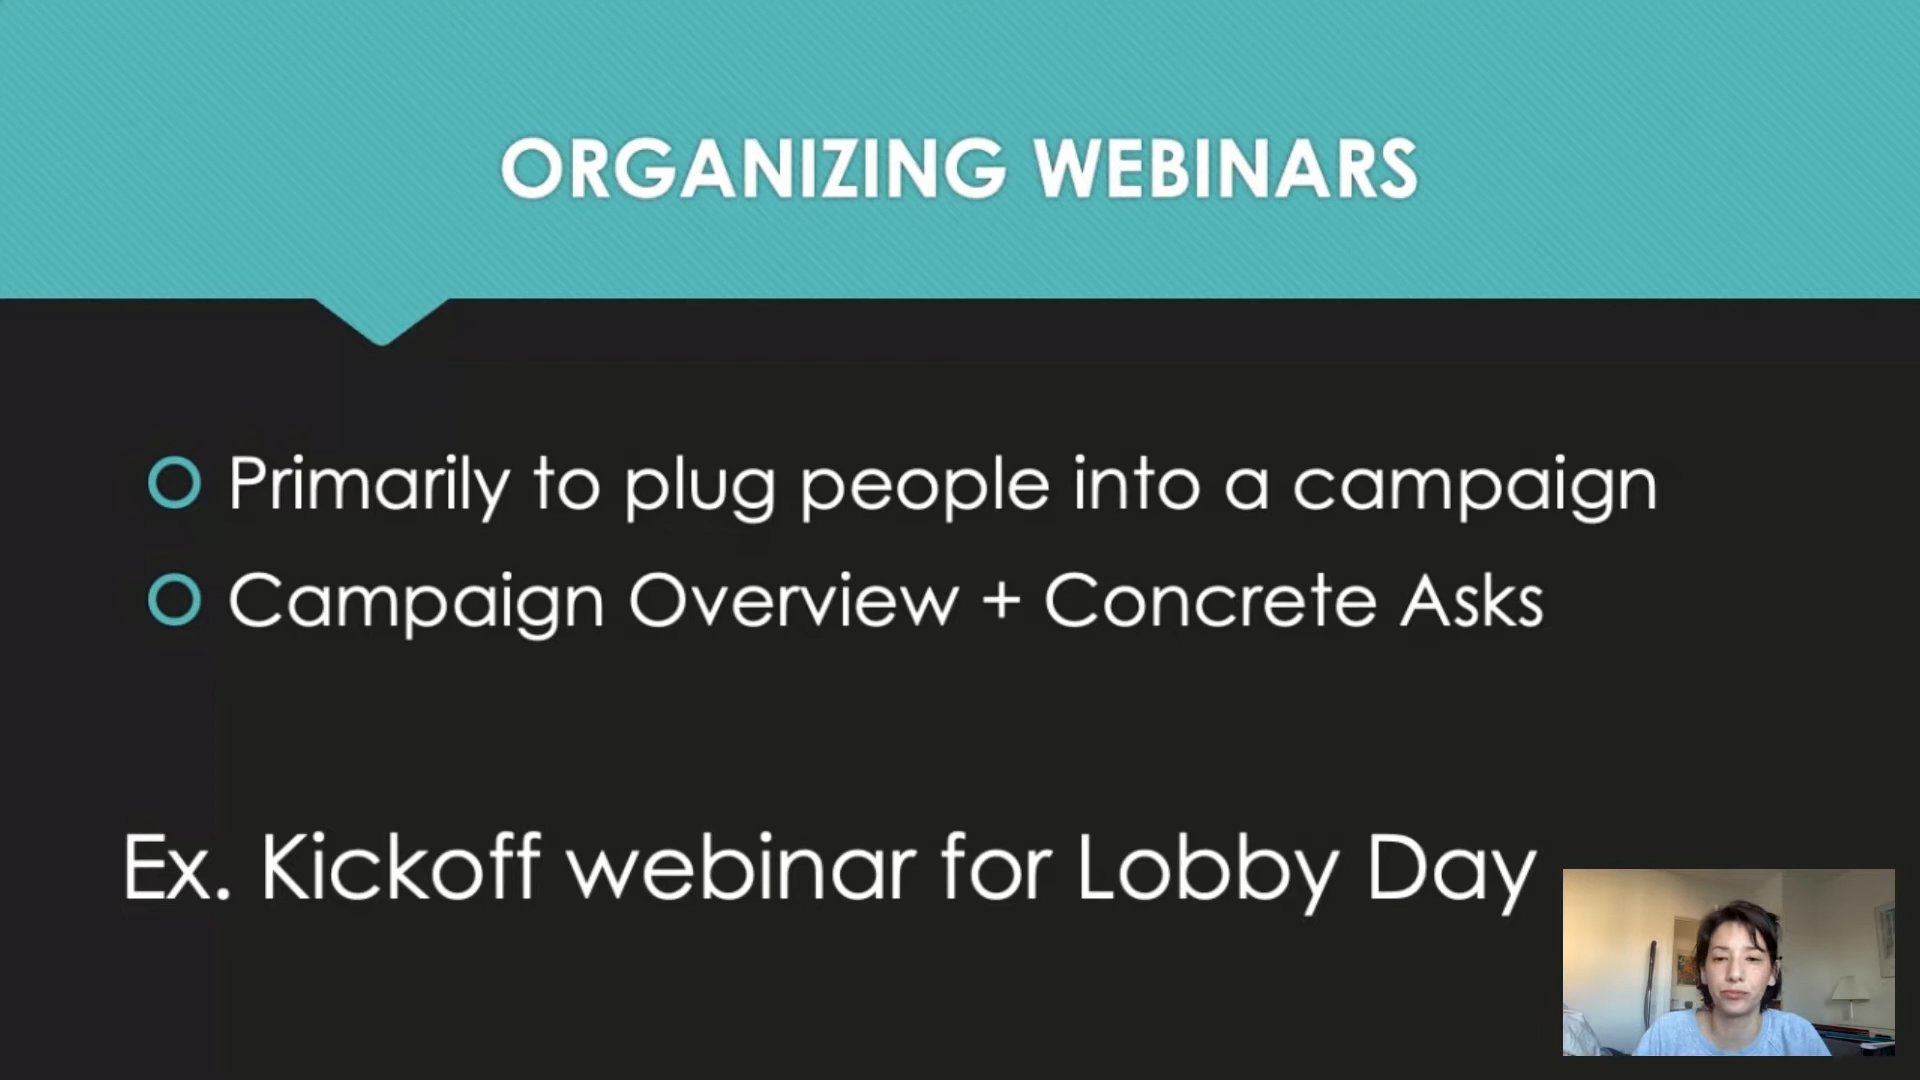 ORGANIZING WEBINARS
Primarily to plug people into a campaign
Campaign Overview + Concrete Asks
Ex. Kickoff webinar for Lobby Day